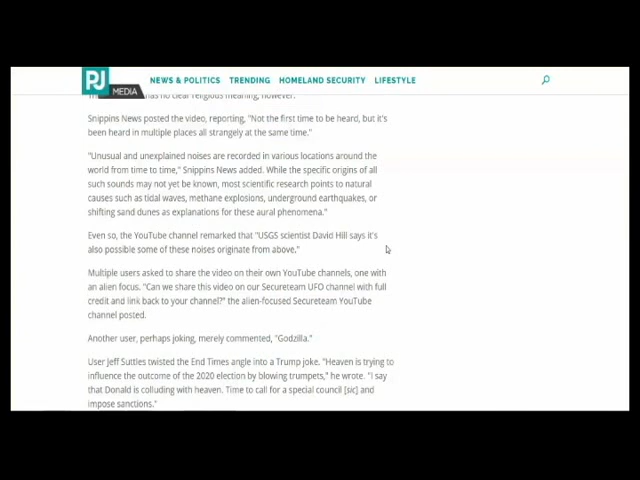 PJ MEDIA
NEWS & POLITICS TRENDING HOMELAND SECURITY LIFESTYLE
has no clear religious meaning, however.
Snippins News posted the video, reporting, "Not the first time to be heard, but it's
been heard in multiple places all strangely at the same time."
"Unusual and unexplained noises are recorded in various locations around the
world from time to time," Snippins News added. While the specific origins of all
such sounds may not yet be known, most scientific research points to natural
causes such as tidal waves, methane explosions, underground earthquakes, or
shifting sand dunes as explanations for these aural phenomena."
Even so, the YouTube channel remarked that "USGS scientist David Hill says it's
also possible some of these noises originate from above."
Multiple users asked to share the video on their own YouTube channels, one with
an alien focus. "Can we share this video on our Secureteam UFO channel with full
credit and link back to your channel?" the alien-focused Secureteam YouTube
channel posted.
Another user, perhaps joking, merely commented, "Godzilla."
User Jeff Suttles twisted the End Times angle into a Trump joke. "Heaven is trying to
influence the outcome of the 2020 election by blowing trumpets," he wrote. "I say
that Donald is colluding with heaven. Time to call for a special council [sic] and
impose sanctions."